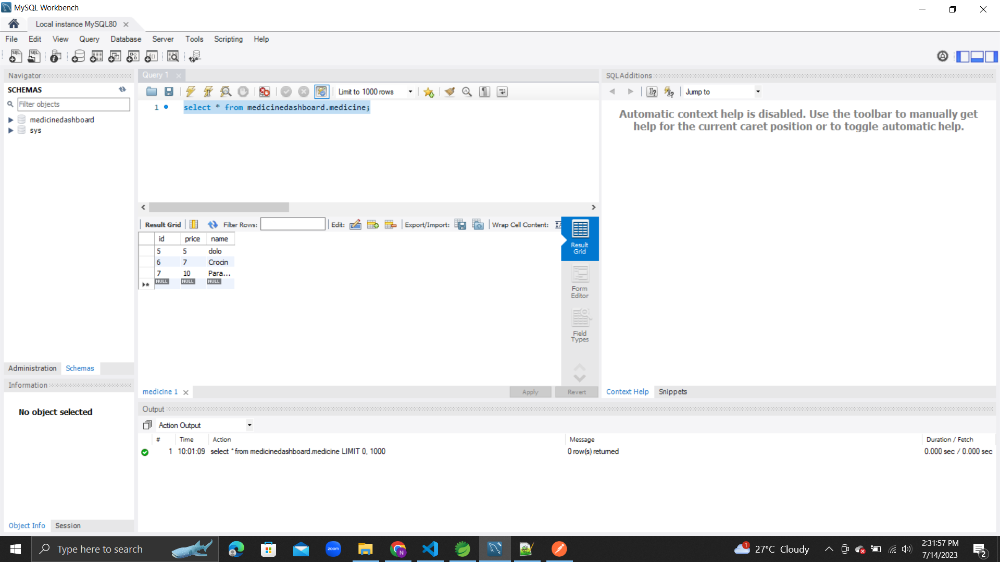 MySQL Workbench
Local instance MySQL80
File Edit View Query Database Server Tools Scripting Help
Navigator
SCHEMAS
Filter objects
medicinedashboard
sys
Administration Schemas
Information
No object selected
Object Info Session
Query 1
Limit to 1000 rows
1 select * from medicinedashboard.medicine;
Result Grid Filter Rows: Edit: Export/Import: Wrap Cell Content:
id price name
5 5 dolo
6 7 Crocin
7 10 Para...
NULL NULL NULL
Result
Grid
Form
Editor
Field
Types
medicine 1
Apply Revert
SQLAdditions
Jump to
Automatic context help is disabled. Use the toolbar to manually get
help for the current caret position or to toggle automatic help.
Context Help Snippets
Output
Action Output
# Time Action Message Duration / Fetch
1 10:01:09 select * from medicinedashboard.medicine LIMIT 0, 1000 0 row(s) returned 0.000 sec / 0.000 sec
Type here to search
zoom
N
1
27°C Cloudy
2:31:57 PM
7/14/2023
2